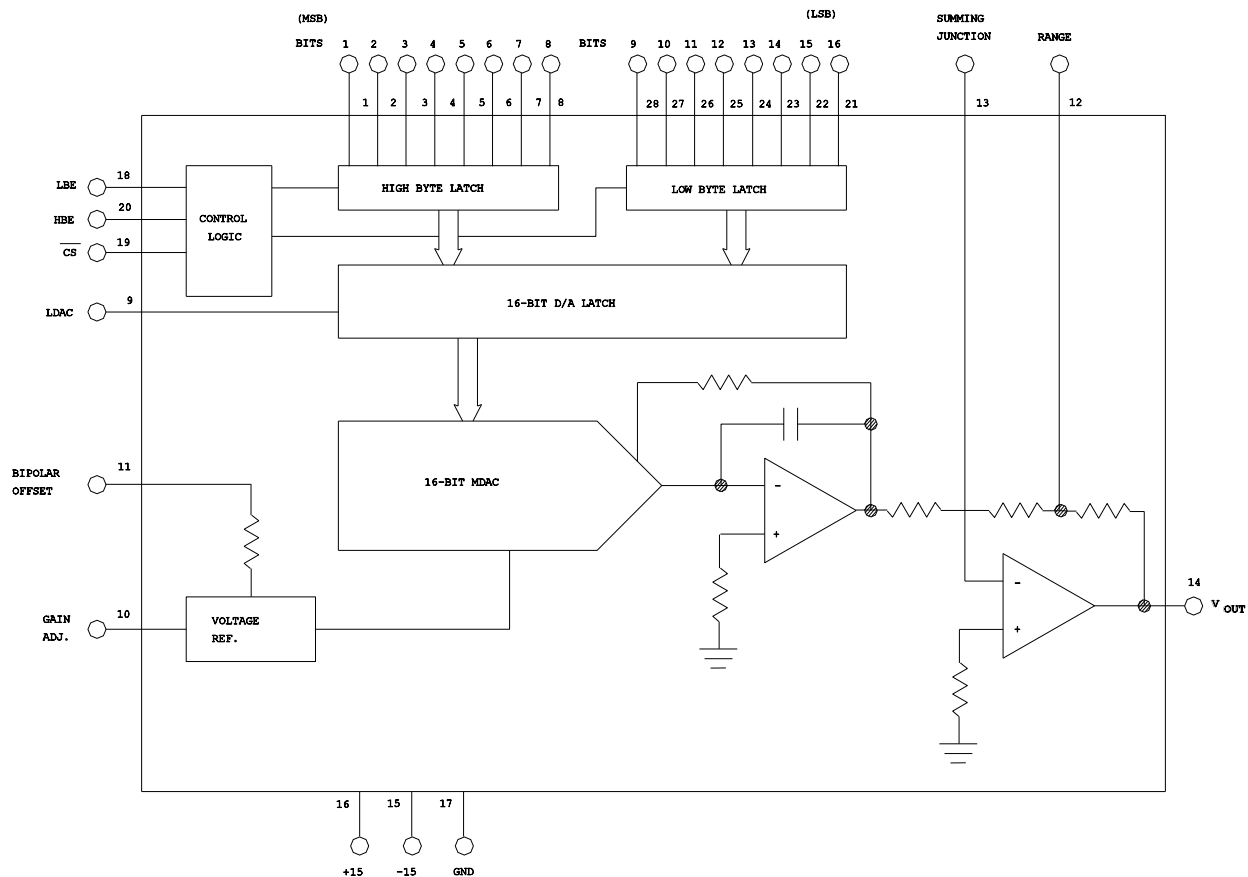 (MSB) (LSB) SUMMING
BITS 1 2 3 4 5 6 7 8 BITS 9 10 11 12 13 14 15 16 JUNCTION RANGE
1 2 3 4 5 6 7 8 28 27 26 25 24 23 22 21 13 12
LBE 18
HIGH BYTE LATCH LOW BYTE LATCH
HBE 20
CONTROL
LOGIC
CS 19
LDAC 9
16-BIT D/A LATCH
BIPOLAR
OFFSET
11
16-BIT MDAC
-
+
GAIN
ADJ.
10
VOLTAGE
REF.
-
+
14
V OUT
16 15 17
+15 -15 GND